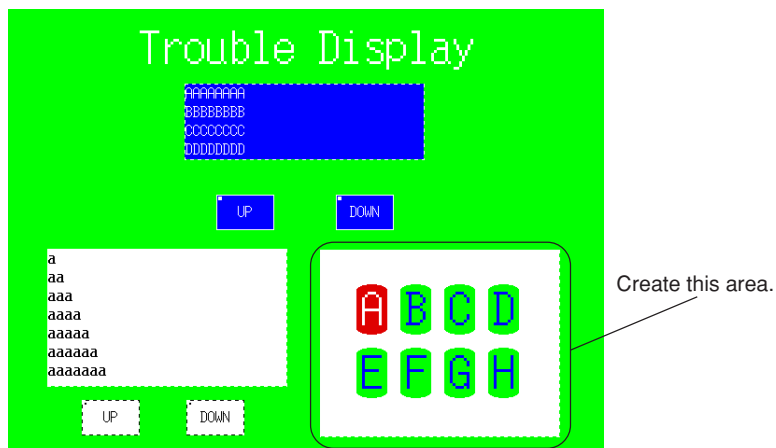 Trouble Display
AAAAAAAA
BBBBBBBB
CCCCCCCC
DDDDDDDD
UP DOWN
a
aa
aaa
aaaa
aaaaa
aaaaaa
aaaaaaa
UP DOWN
A B C D
E F G H
Create this area.